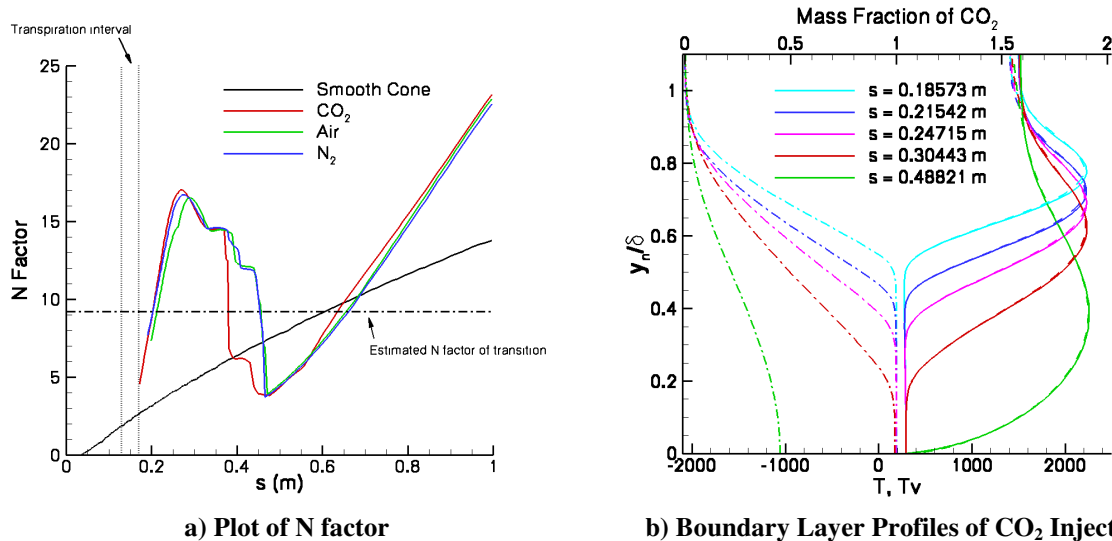 Transpiration interval
25
20
15
10
5
0
N Factor
Smooth Cone
CO2
Air
N2
Estimated N factor of transition
0 0.2 0.4 0.6 0.8 1
s (m)
a) Plot of N factor
Mass Fraction of CO2
0 0.5 1 1.5 2
1
0.8
0.6
0.4
0.2
0
yn/δ
s = 0.18573 m
s = 0.21542 m
s = 0.24715 m
s = 0.30443 m
s = 0.48821 m
-2000 -1000 0 1000 2000
T, Tv
b) Boundary Layer Profiles of CO2 Inject